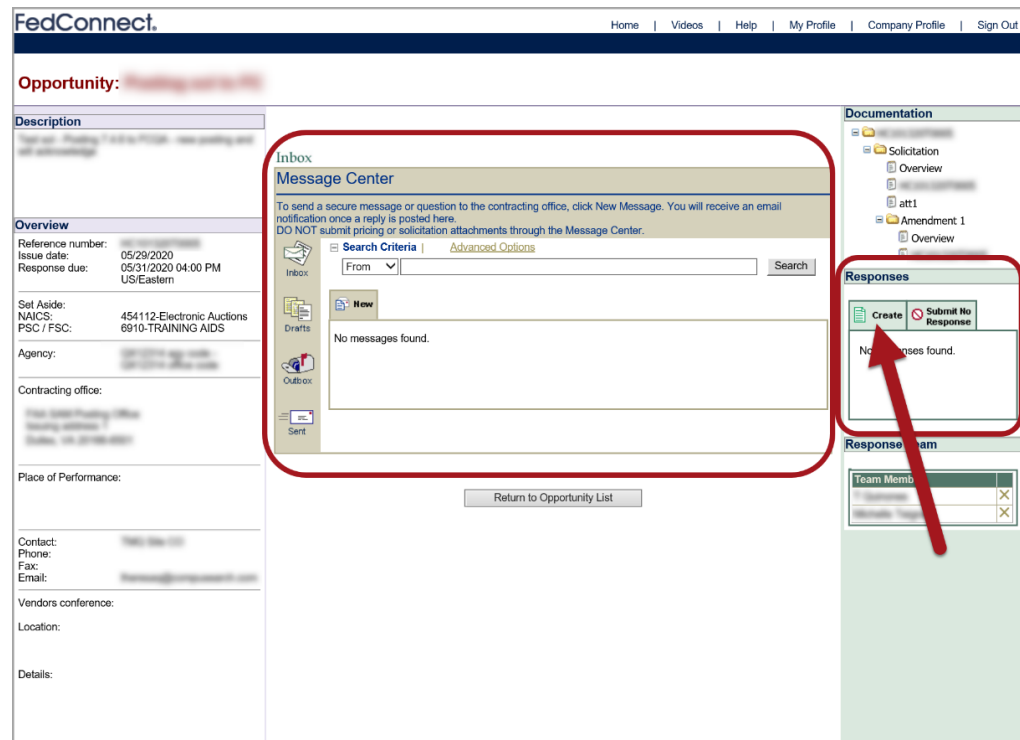 FedConnect.
Home | Videos | Help | My Profile | Company Profile | Sign Out
Opportunity:
Description
Overview
Reference number:
Issue date: 05/29/2020
Response due: 05/31/2020 04:00 PM
US/Eastern
Set Aside:
NAICS: 454112-Electronic Auctions
PSC / FSC: 6910-TRAINING AIDS
Agency:
Contracting office:
Place of Performance:
Contact:
Phone:
Fax:
Email:
Vendors conference:
Location:
Details:
Inbox
Message Center
To send a secure message or question to the contracting office, click New Message. You will receive an email
notification once a reply is posted here.
DO NOT submit pricing or solicitation attachments through the Message Center.
Search Criteria | Advanced Options
From
Search
Inbox
Drafts
Outbox
Sent
New
No messages found.
Return to Opportunity List
Documentation
Solicitation
Overview
att1
Amendment 1
Overview
Responses
Create
Submit No
Response
found.
Response
Team